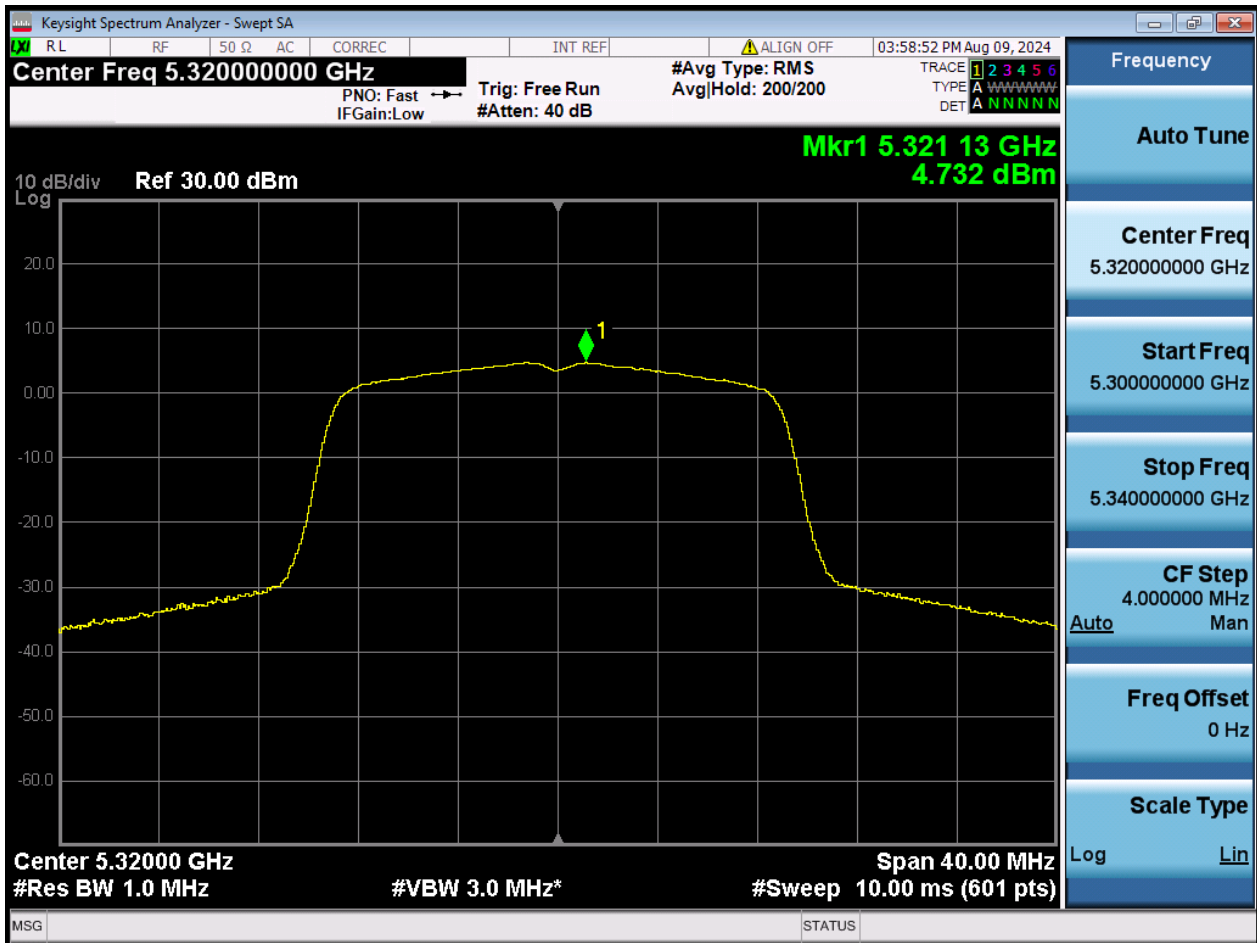 Keysight Spectrum Analyzer - Swept SA
LXI RL RF 50 Ω AC CORREC INT REF ALIGN OFF 03:58:52 PM Aug 09, 2024
Center Freq 5.320000000 GHz
PNO: Fast
IFGain:Low
Trig: Free Run
#Atten: 40 dB
#Avg Type: RMS
Avg|Hold: 200/200
TRACE 1 2 3 4 5 6
TYPE A WWWWW
DET A N N N N N
Mkr1 5.321 13 GHz
4.732 dBm
10 dB/div
Log
Ref 30.00 dBm
20.0
10.0
0.00
-10.0
-20.0
-30.0
-40.0
-50.0
-60.0
1
Center 5.32000 GHz
Span 40.00 MHz
#Res BW 1.0 MHz
#VBW 3.0 MHz*
#Sweep 10.00 ms (601 pts)
MSG
STATUS
Frequency
Auto Tune
Center Freq
5.320000000 GHz
Start Freq
5.300000000 GHz
Stop Freq
5.340000000 GHz
CF Step
4.000000 MHz
Auto Man
Freq Offset
0 Hz
Scale Type
Log Lin